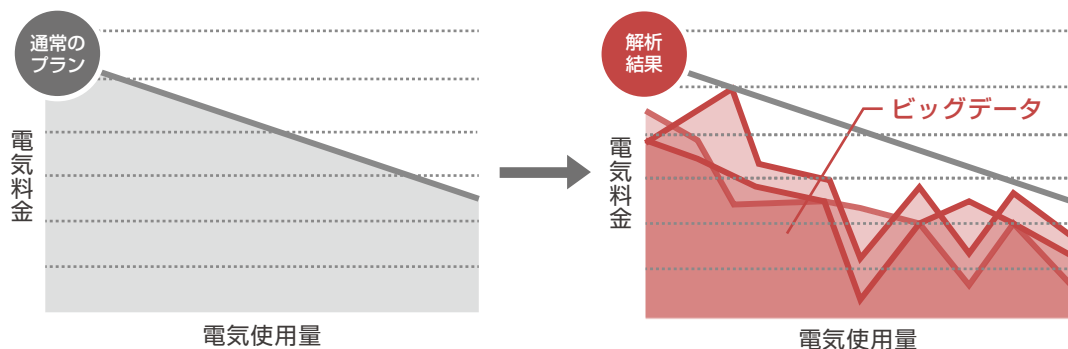 通常の
プラン
電気料金
電気使用量
解析
結果
ビッグデータ
電気料金
電気使用量